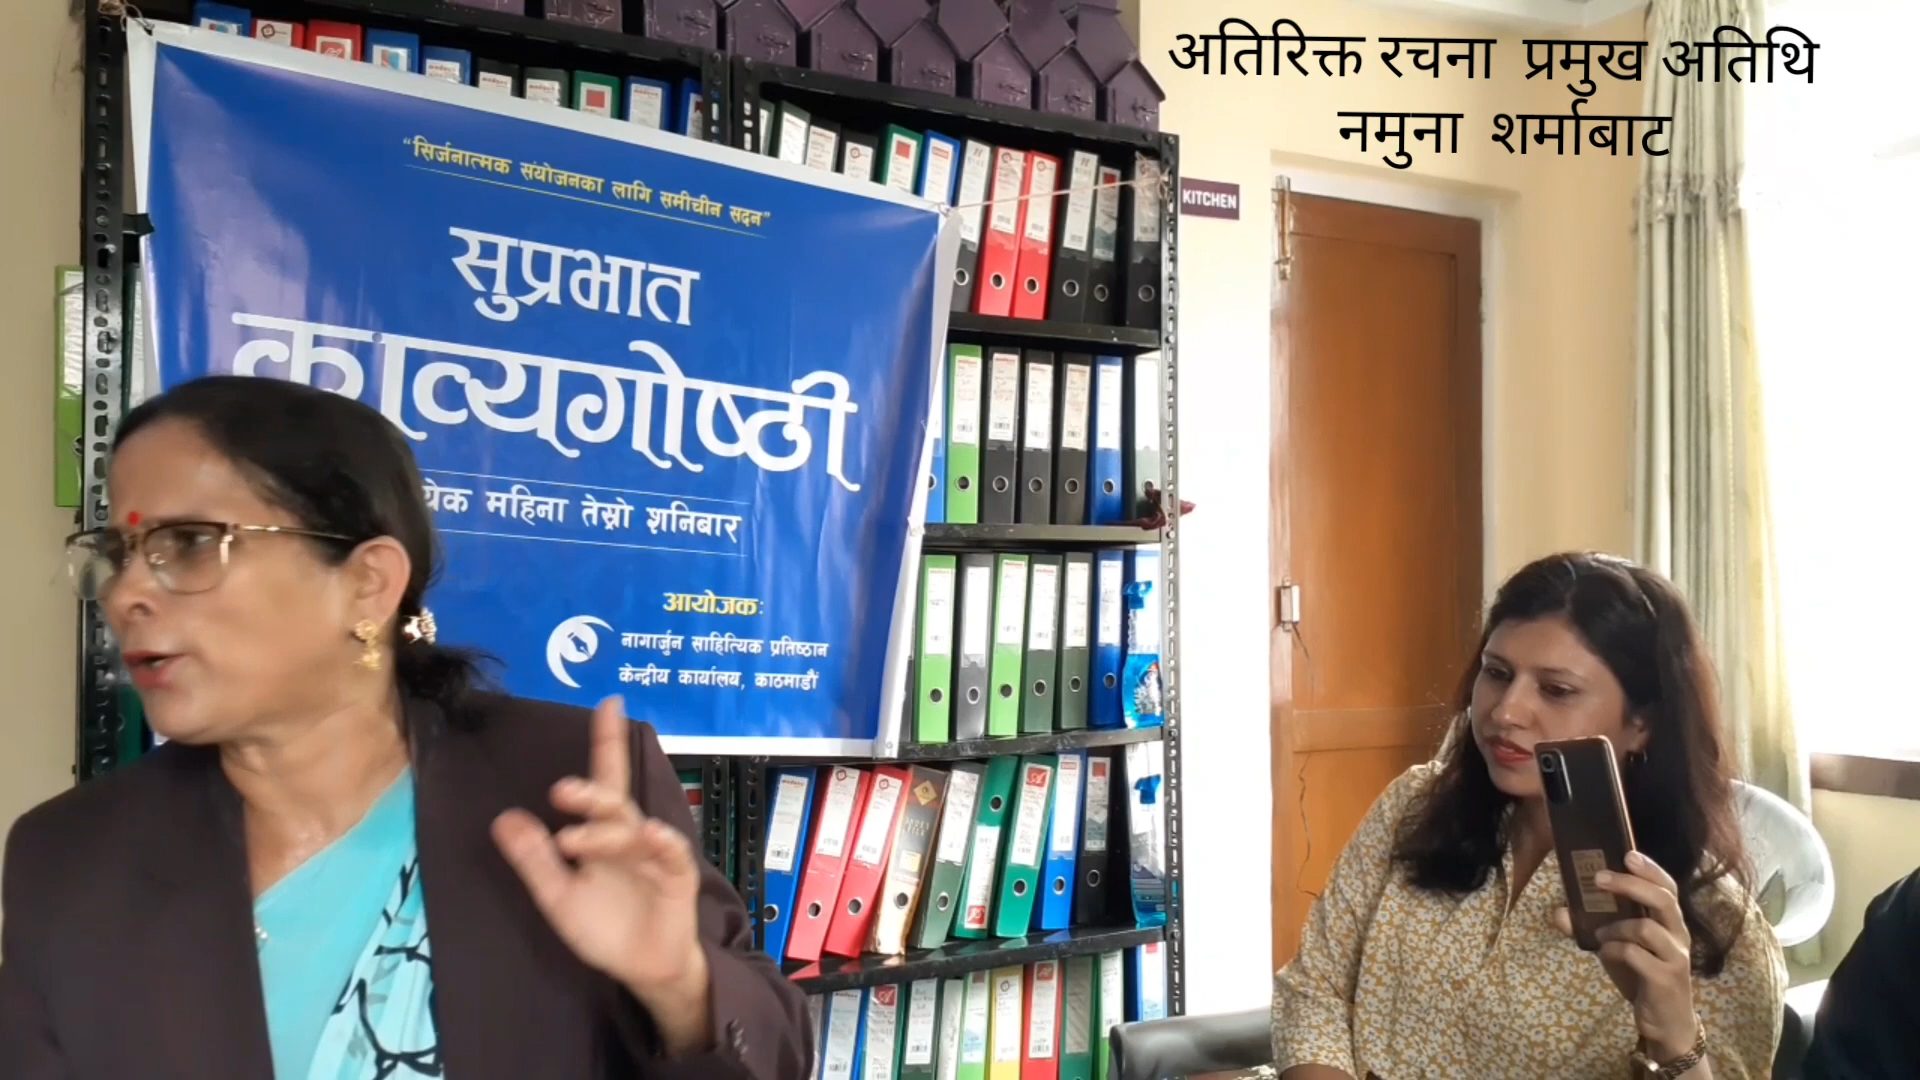 अतिरिक्त रचना प्रमुख अतिथि
नमुना शर्माबाट
"सिर्जनात्मक संयोजनका लागि समीचीन सदन"
सुप्रभात
काव्यगोष्ठी
महिना तेस्रो शनिबार
आयोजकः
नागार्जुन साहित्यिक प्रतिष्ठान
केन्द्रीय कार्यालय, काठमाडौं
KITCHEN